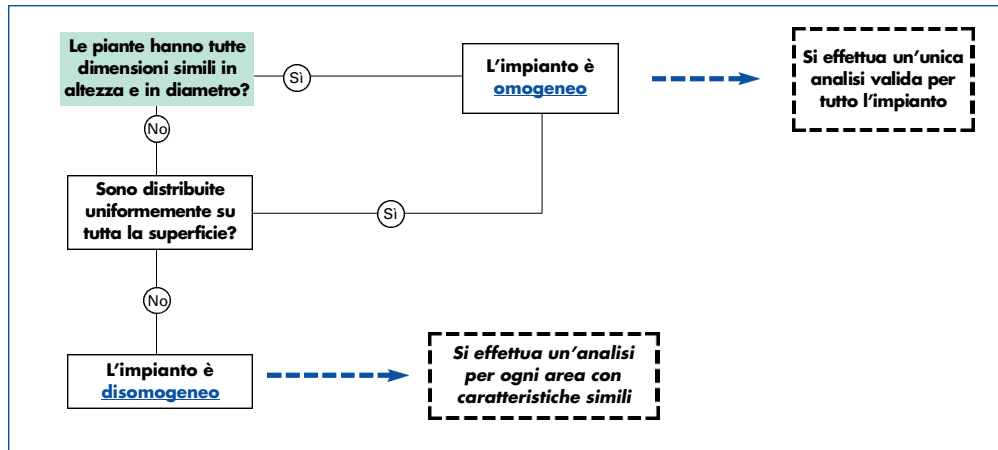 Le piante hanno tutte
dimensioni simili in
altezza e in diametro?
Sì
L'impianto è
omogeneo
Si effettua un'unica
analisi valida per
tutto l'impianto
No
Sono distribuite
uniformemente su
tutta la superficie?
Sì
No
L'impianto è
disomogeneo
Si effettua un'analisi
per ogni area con
caratteristiche simili